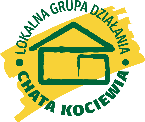 • LOKALNA GRUPA DZIAŁANIA •
CHATA KOCIEWIA